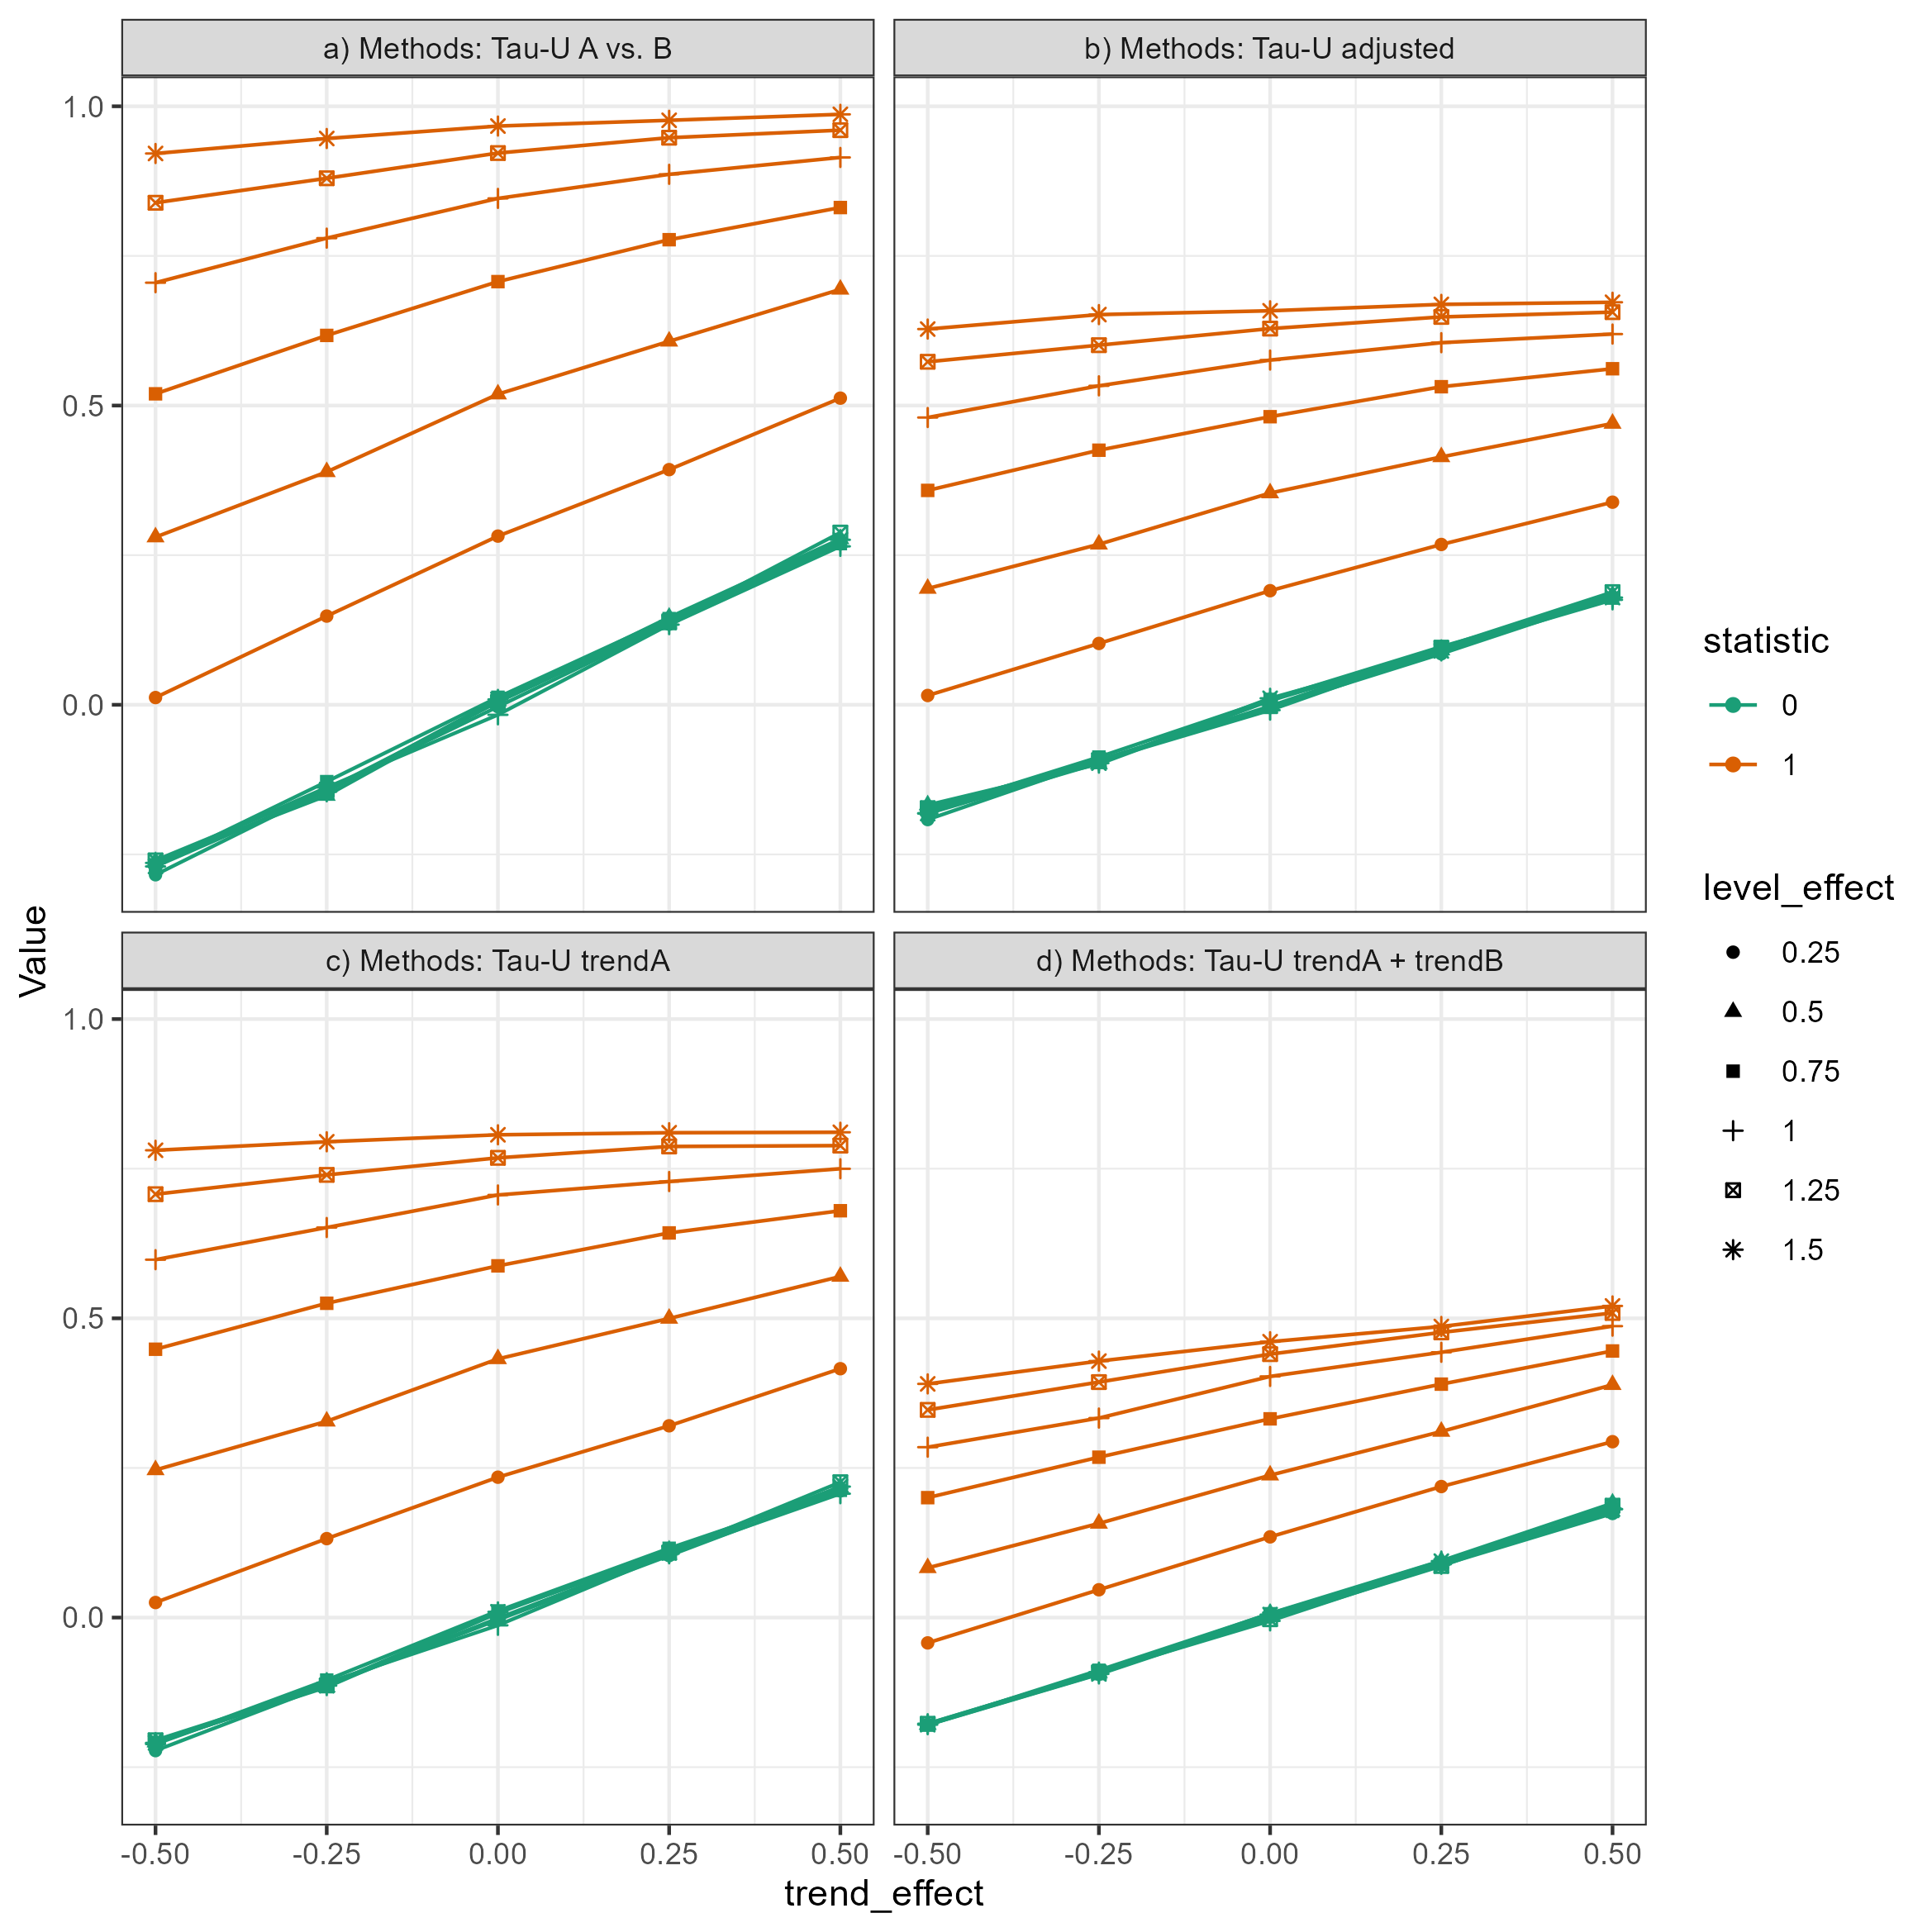 a) Methods: Tau-U A vs. B
b) Methods: Tau-U adjusted
1.0
0.5
0.0
c) Methods: Tau-U trendA
d) Methods: Tau-U trendA + trendB
1.0
0.5
0.0
Value
-0.50 -0.25 0.00 0.25 0.50
-0.50 -0.25 0.00 0.25 0.50
trend_effect
statistic
0
1
level_effect
0.25
0.5
0.75
1
1.25
1.5